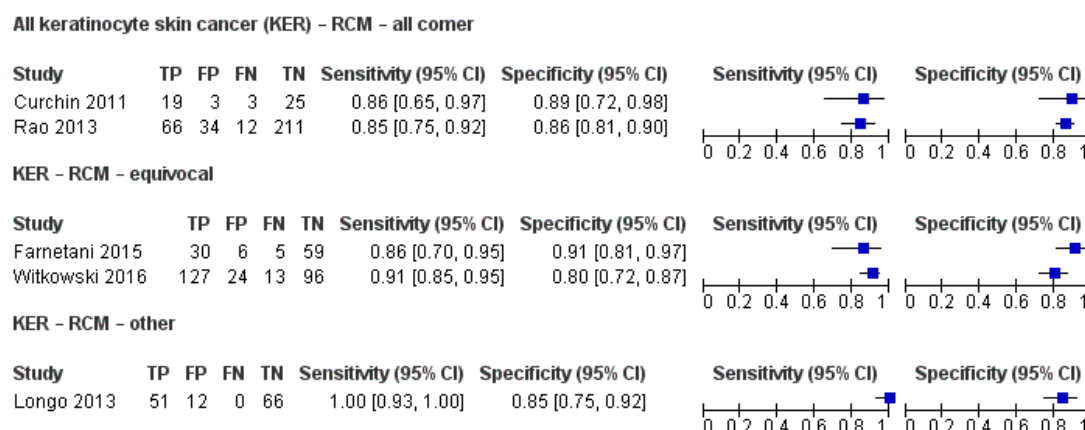 All keratinocyte skin cancer (KER) – RCM – all comer
Study TP FP FN TN Sensitivity (95% CI) Specificity (95% CI) Sensitivity (95% CI) Specificity (95% CI)
Curchin 2011 19 3 3 25 0.86 [0.65, 0.97] 0.89 [0.72, 0.98]
Rao 2013 66 34 12 211 0.85 [0.75, 0.92] 0.86 [0.81, 0.90]
0 0.2 0.4 0.6 0.8 1 0 0.2 0.4 0.6 0.8 1
KER – RCM – equivocal
Study TP FP FN TN Sensitivity (95% CI) Specificity (95% CI) Sensitivity (95% CI) Specificity (95% CI)
Farnetani 2015 30 6 5 59 0.86 [0.70, 0.95] 0.91 [0.81, 0.97]
Witkowski 2016 127 24 13 96 0.91 [0.85, 0.95] 0.80 [0.72, 0.87]
0 0.2 0.4 0.6 0.8 1 0 0.2 0.4 0.6 0.8 1
KER – RCM – other
Study TP FP FN TN Sensitivity (95% CI) Specificity (95% CI) Sensitivity (95% CI) Specificity (95% CI)
Longo 2013 51 12 0 66 1.00 [0.93, 1.00] 0.85 [0.75, 0.92]
0 0.2 0.4 0.6 0.8 1 0 0.2 0.4 0.6 0.8 1